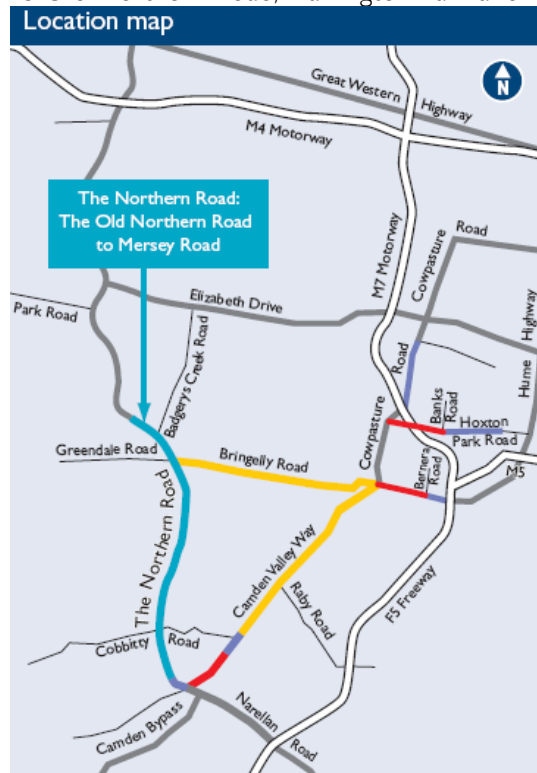 Location map
Great Western Highway
N
M4 Motorway
The Northern Road:
The Old Northern Road
to Mersey Road
M7 Motorway
Cowpasture Road
Park Road
Elizabeth Drive
Badgerys Creek Road
Hume Highway
Cowpasture Road
Banks Road
Hoxton
Park Road
Greendale Road
Bringelly Road
Bernera Road
M5
The Northern Road
Camden Valley Way
Raby Road
F5 Freeway
Cobbitty Road
Camden Bypass
Narellan Road